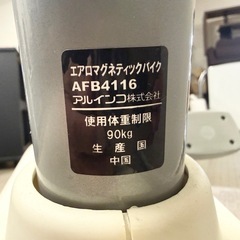 エアロマグネティックバイク
AFB4116
アルインコ株式会社
使用体重制限
90kg
生産国
中国